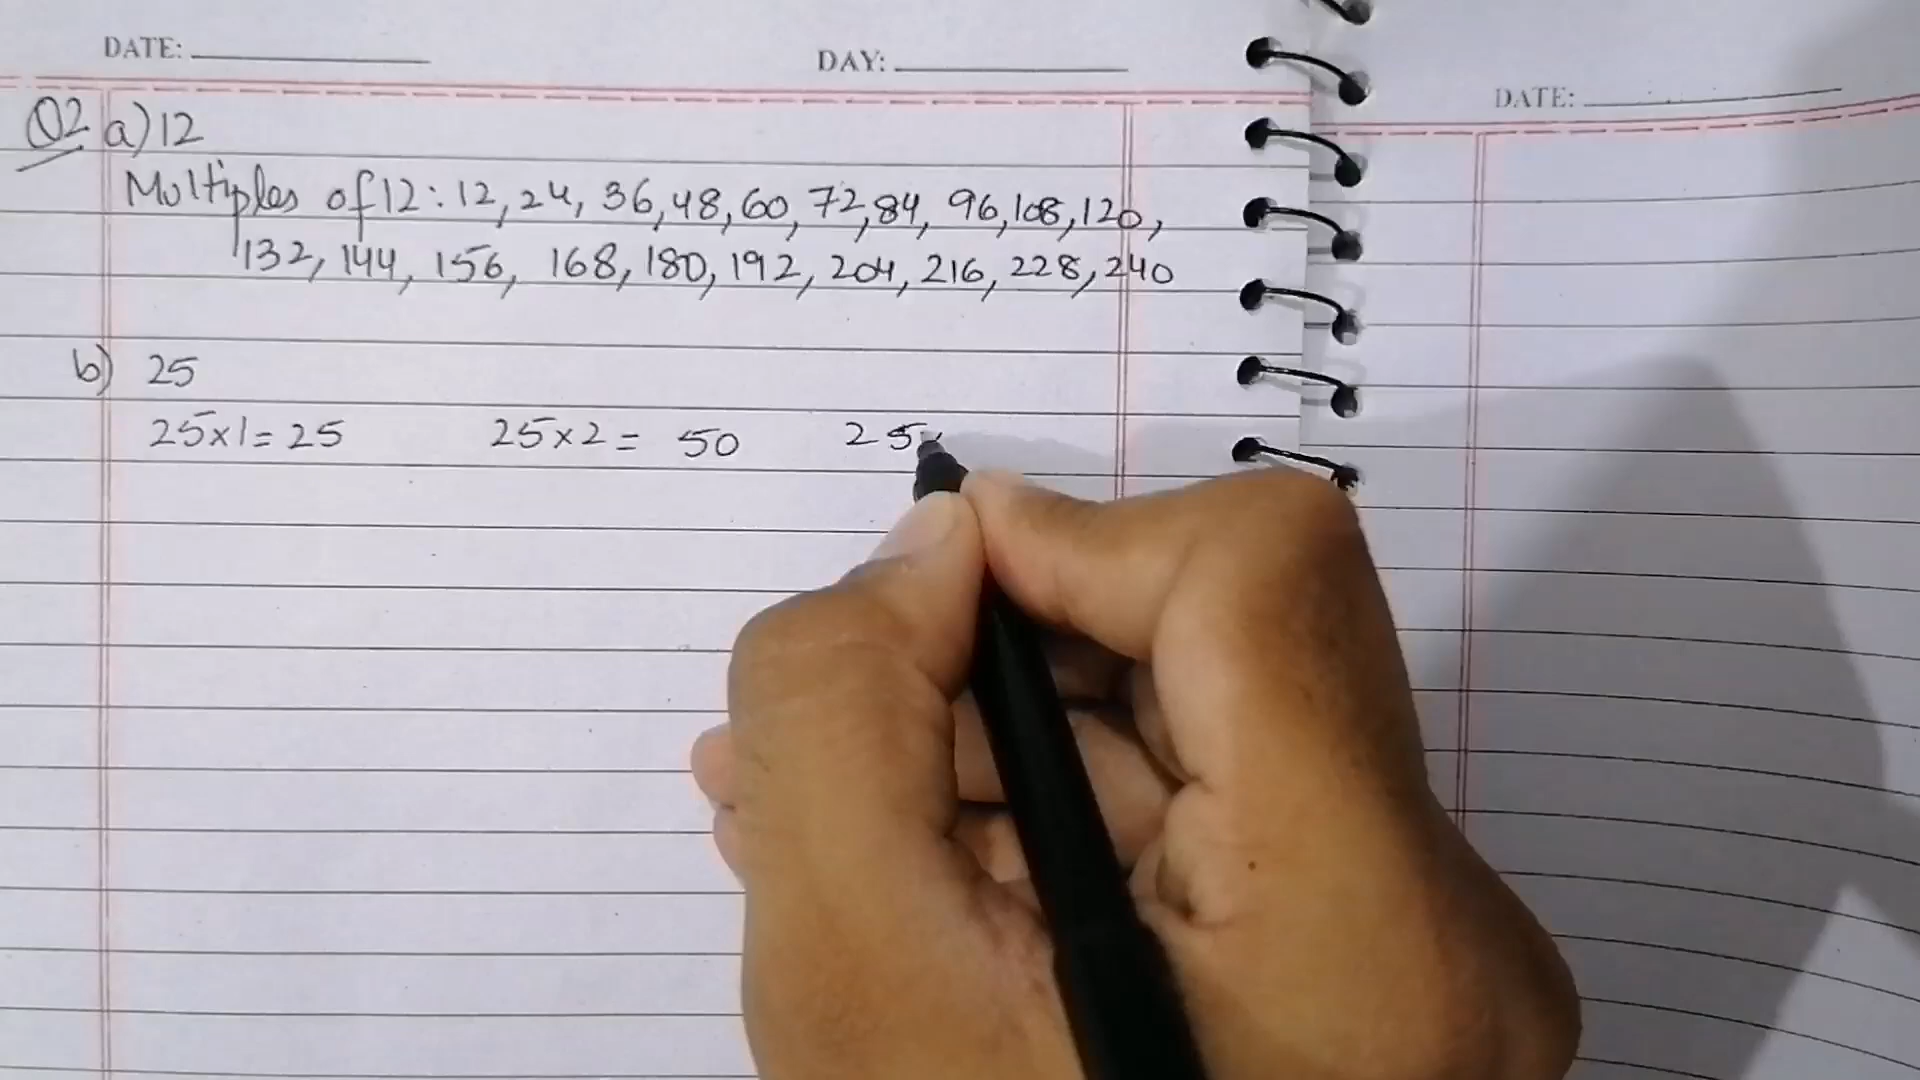 DATE: DAY:
DATE:
Q2 a) 12
Multiples of 12: 12, 24, 36, 48, 60, 72, 84, 96, 108, 120,
132, 144, 156, 168, 180, 192, 204, 216, 228, 240
b) 25
25x1 = 25 25x2 = 50 25